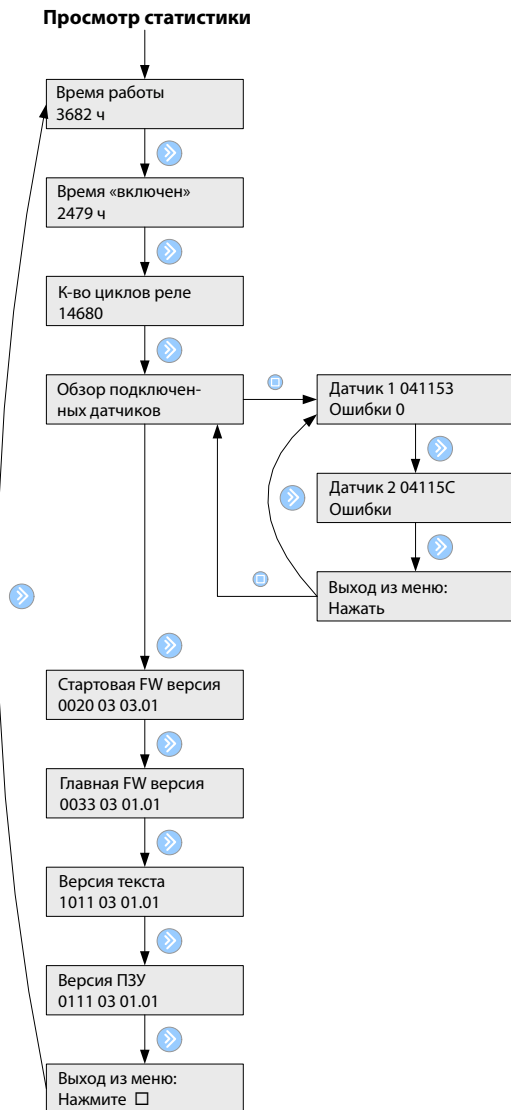 Просмотр статистики
Время работы
3682 ч
Время «включен»
2479 ч
К-во циклов реле
14680
Обзор подключен-
ных датчиков
Датчик 1 041153
Ошибки 0
Датчик 2 04115C
Ошибки
Выход из меню:
Нажать
Стартовая FW версия
0020 03 03.01
Главная FW версия
0033 03 01.01
Версия текста
1011 03 01.01
Версия ПЗУ
0111 03 01.01
Выход из меню:
Нажмите □